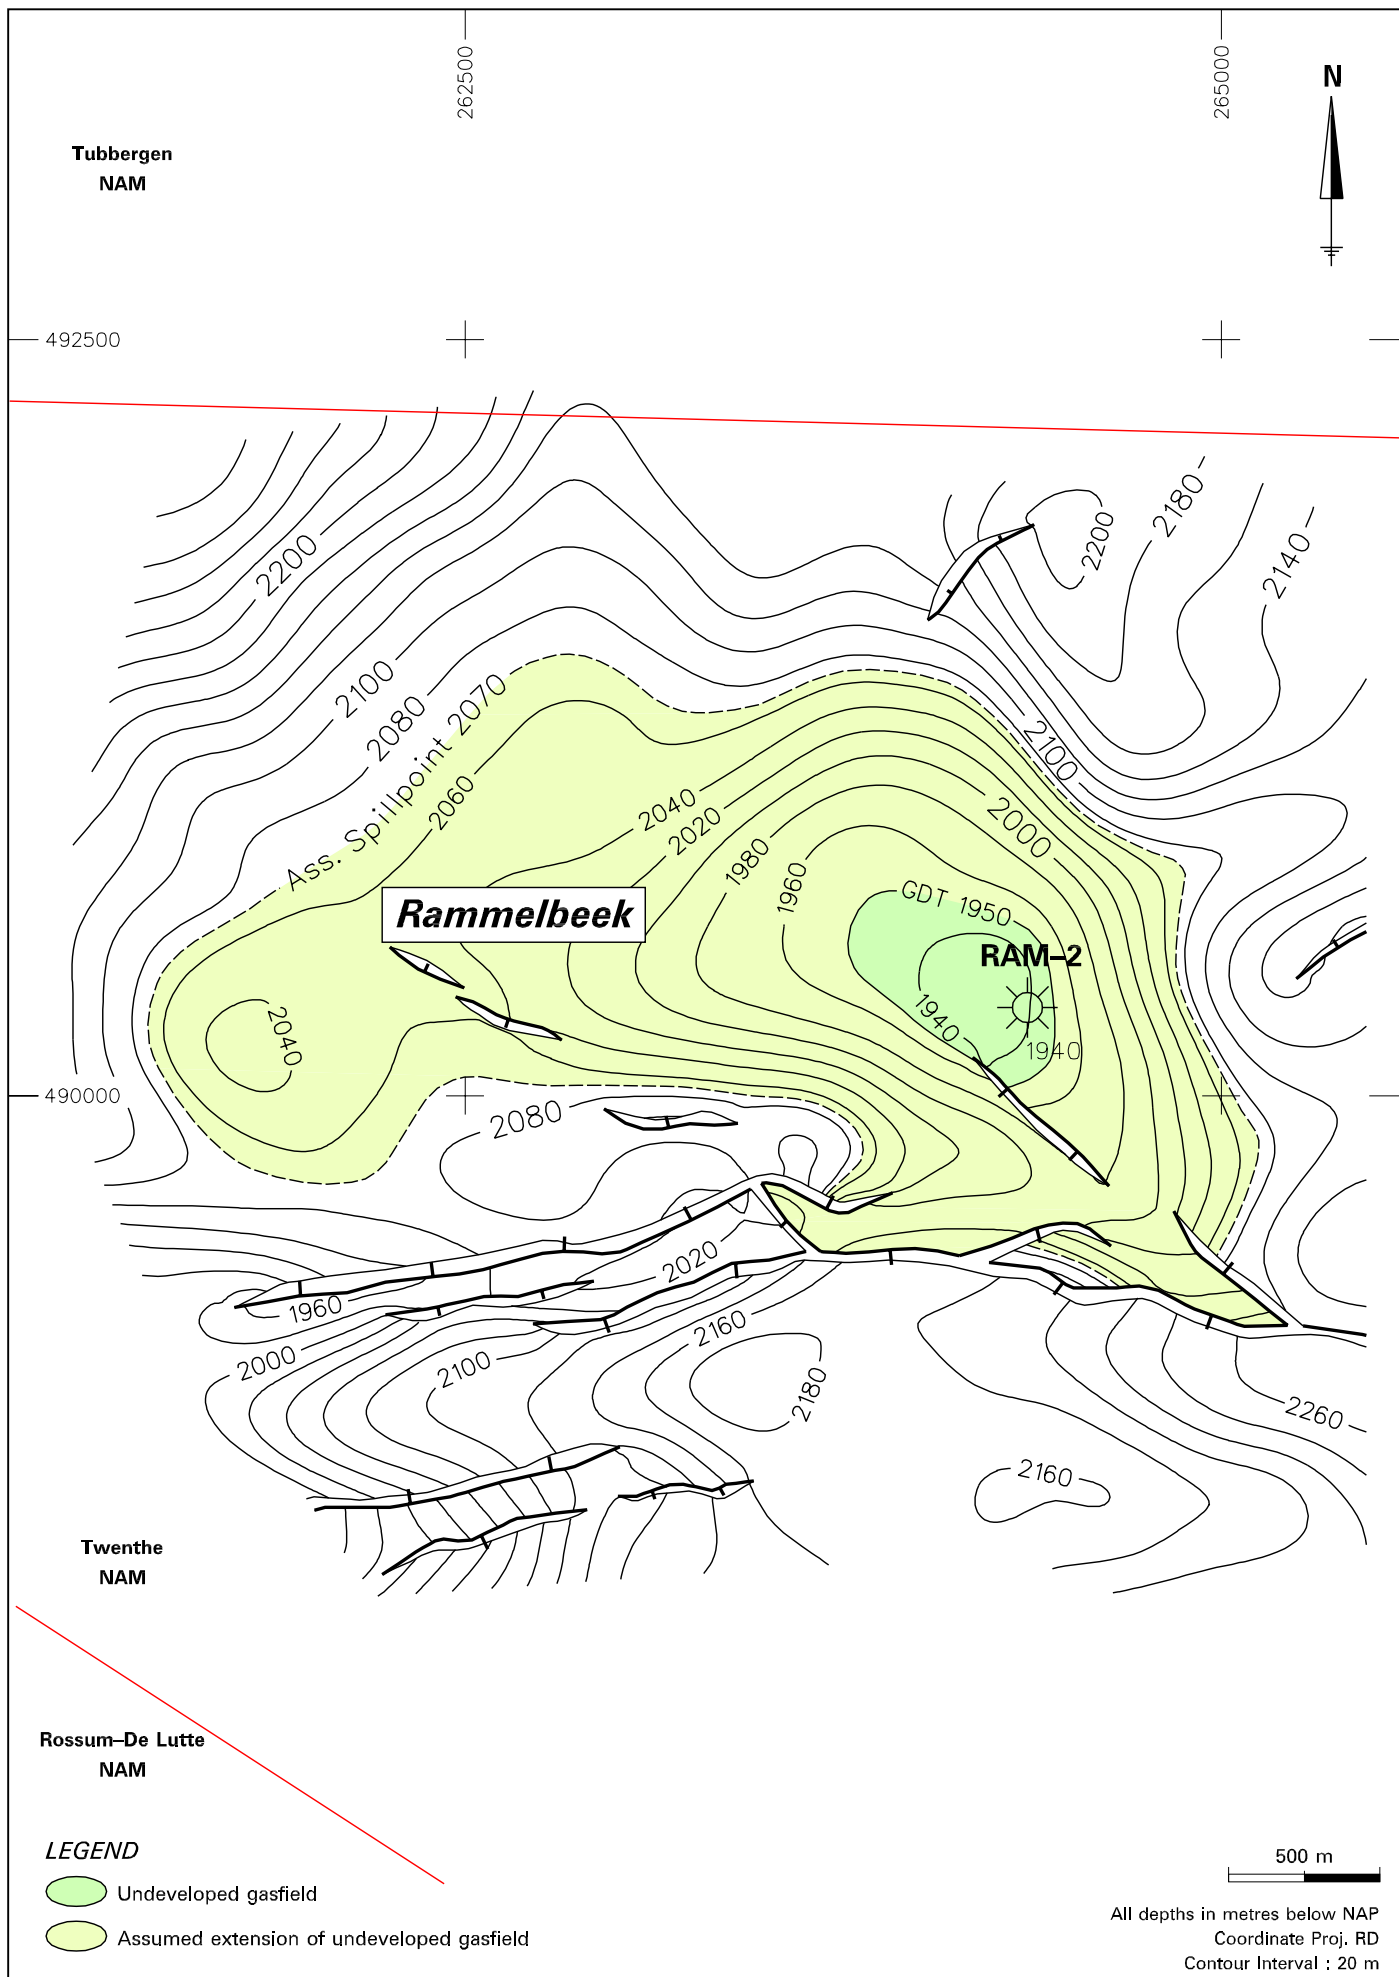 262500
265000
N
Tubbergen
NAM
492500
2200
2200
2180
2140
2100
2080
Ass. Spillpoint 2070
2060
2100
2040
2020
2000
1980
1960
GDT 1950
Rammelbeek
RAM–2
1940
1940
2040
490000
2080
2020
1960
2000
2100
2160
2180
2260
2160
Twenthe
NAM
Rossum–De Lutte
NAM
LEGEND
Undeveloped gasfield
Assumed extension of undeveloped gasfield
500 m
All depths in metres below NAP
Coordinate Proj. RD
Contour Interval : 20 m